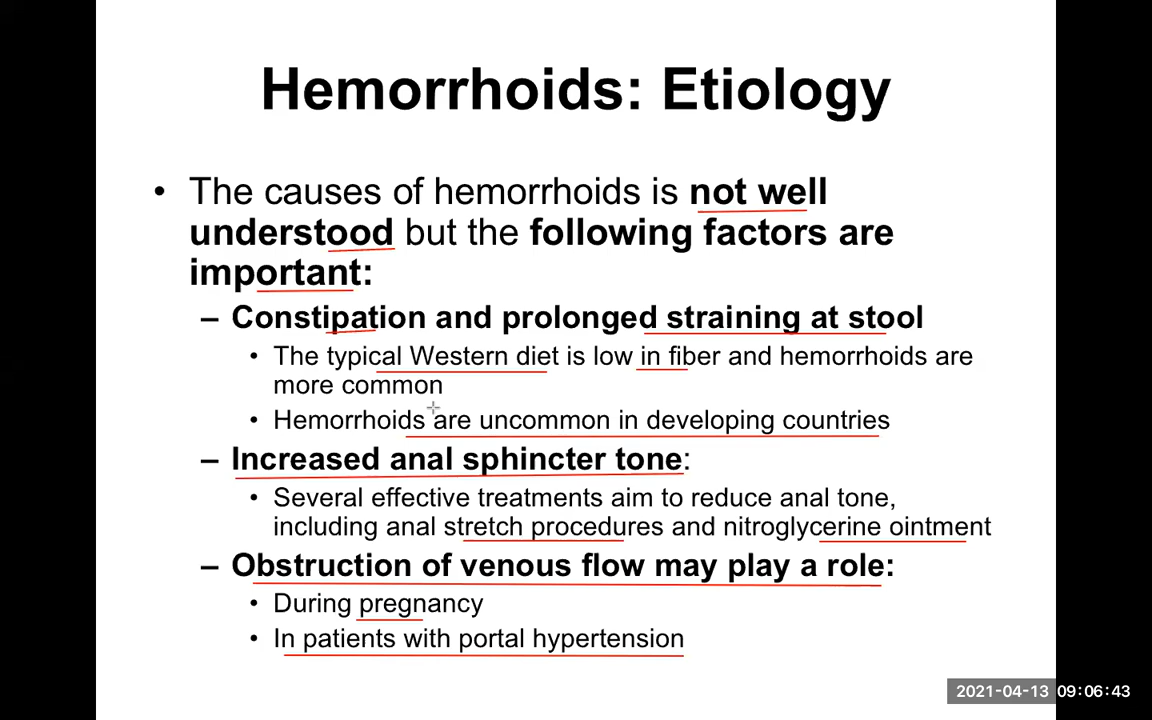 Hemorrhoids: Etiology
• The causes of hemorrhoids is not well
understood but the following factors are
important:
– Constipation and prolonged straining at stool
• The typical Western diet is low in fiber and hemorrhoids are
more common
• Hemorrhoids are uncommon in developing countries
– Increased anal sphincter tone:
• Several effective treatments aim to reduce anal tone,
including anal stretch procedures and nitroglycerine ointment
– Obstruction of venous flow may play a role:
• During pregnancy
• In patients with portal hypertension
2021-04-13 09:06:43